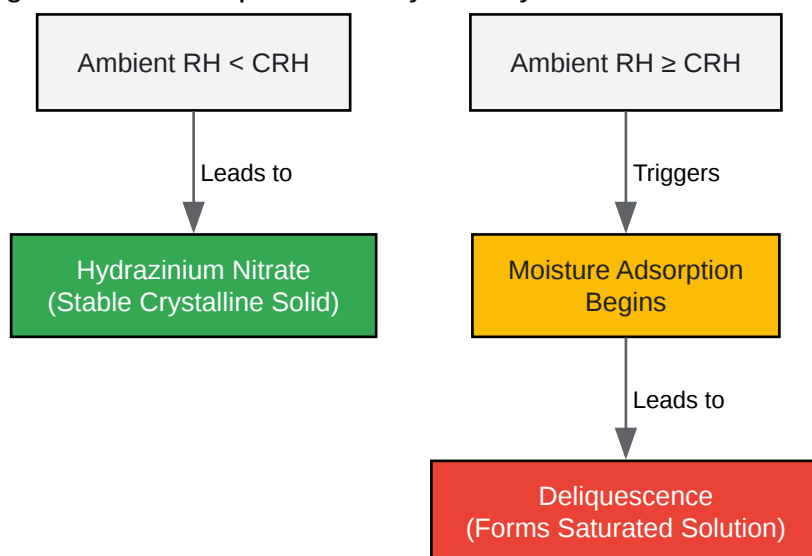 Ambient RH < CRH
Ambient RH ≥ CRH
Leads to
Triggers
Hydrazinium Nitrate
(Stable Crystalline Solid)
Moisture Adsorption
Begins
Leads to
Deliquescence
(Forms Saturated Solution)